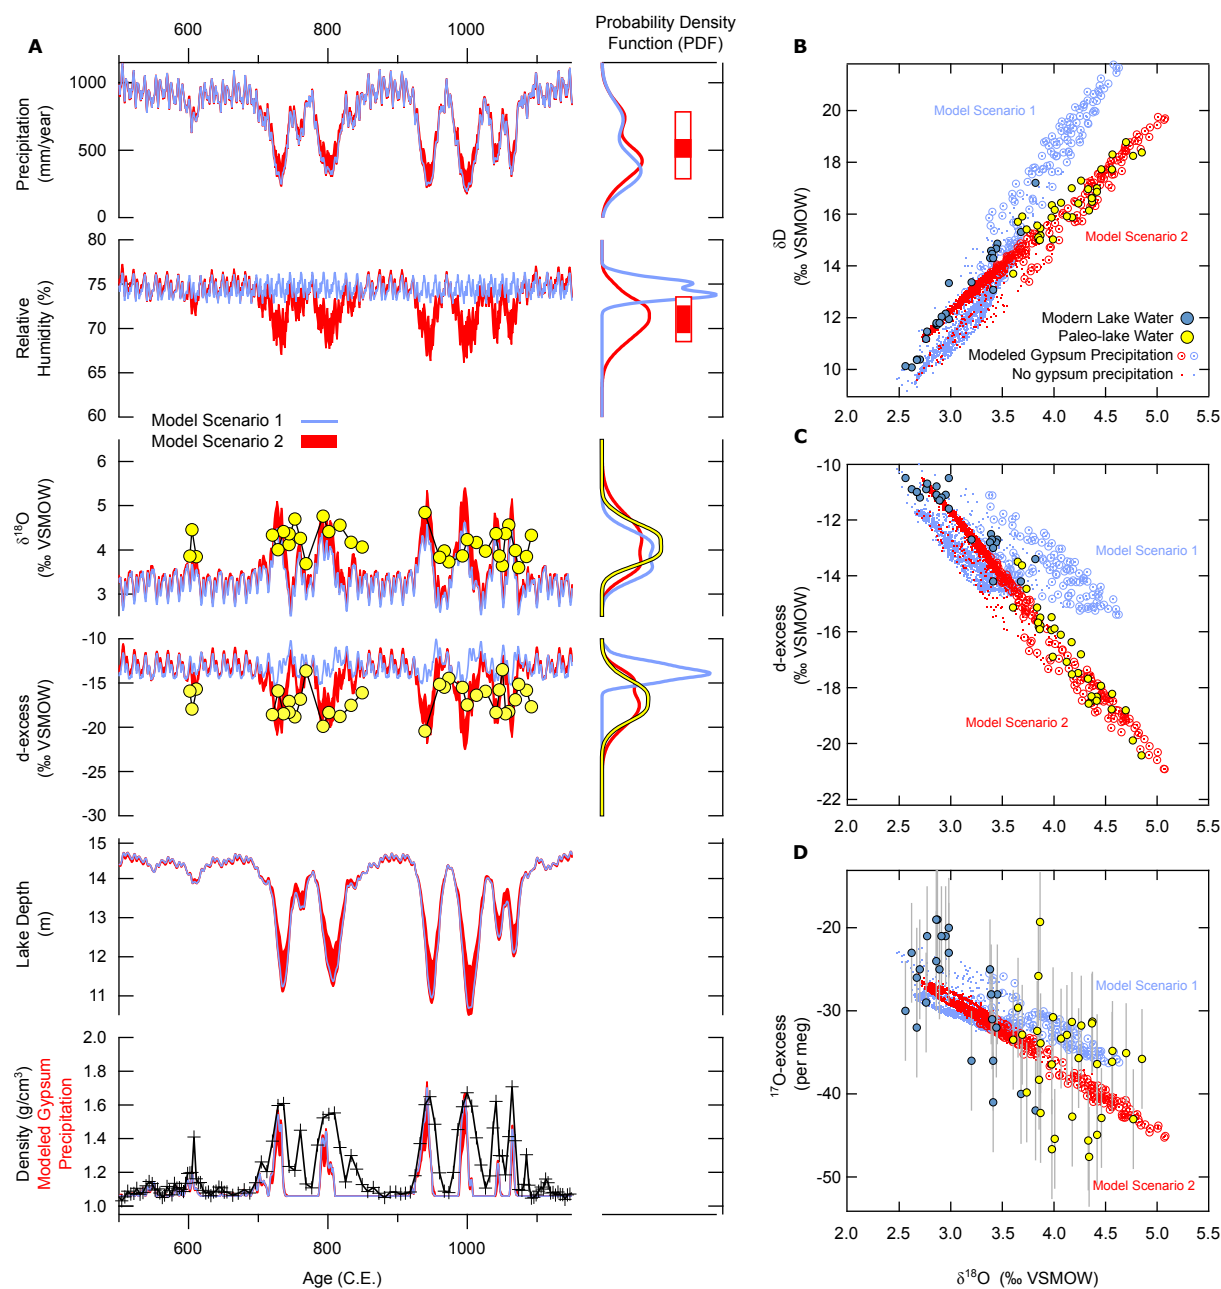 A
600
800
1000
Probability Density
Function (PDF)
1000
500
0
Precipitation
(mm/year)
80
75
70
65
60
Relative
Humidity (%)
Model Scenario 1
Model Scenario 2
6
5
4
3
δ18O
(‰ VSMOW)
-10
-15
-20
-25
-30
d-excess
(‰ VSMOW)
15
14
13
12
11
Lake Depth
(m)
2.0
1.8
1.6
1.4
1.2
1.0
Density (g/cm3)
Modeled Gypsum
Precipitation
600
800
1000
Age (C.E.)
B
20
18
16
14
12
10
δD
(‰ VSMOW)
Model Scenario 1
Model Scenario 2
Modern Lake Water
Paleo-lake Water
Modeled Gypsum Precipitation
No gypsum precipitation
2.0
2.5
3.0
3.5
4.0
4.5
5.0
5.5
C
-10
-12
-14
-16
-18
-20
-22
d-excess
(‰ VSMOW)
Model Scenario 1
Model Scenario 2
2.0
2.5
3.0
3.5
4.0
4.5
5.0
5.5
D
-20
-30
-40
-50
17O-excess
(per meg)
Model Scenario 1
Model Scenario 2
2.0
2.5
3.0
3.5
4.0
4.5
5.0
5.5
δ18O (‰ VSMOW)